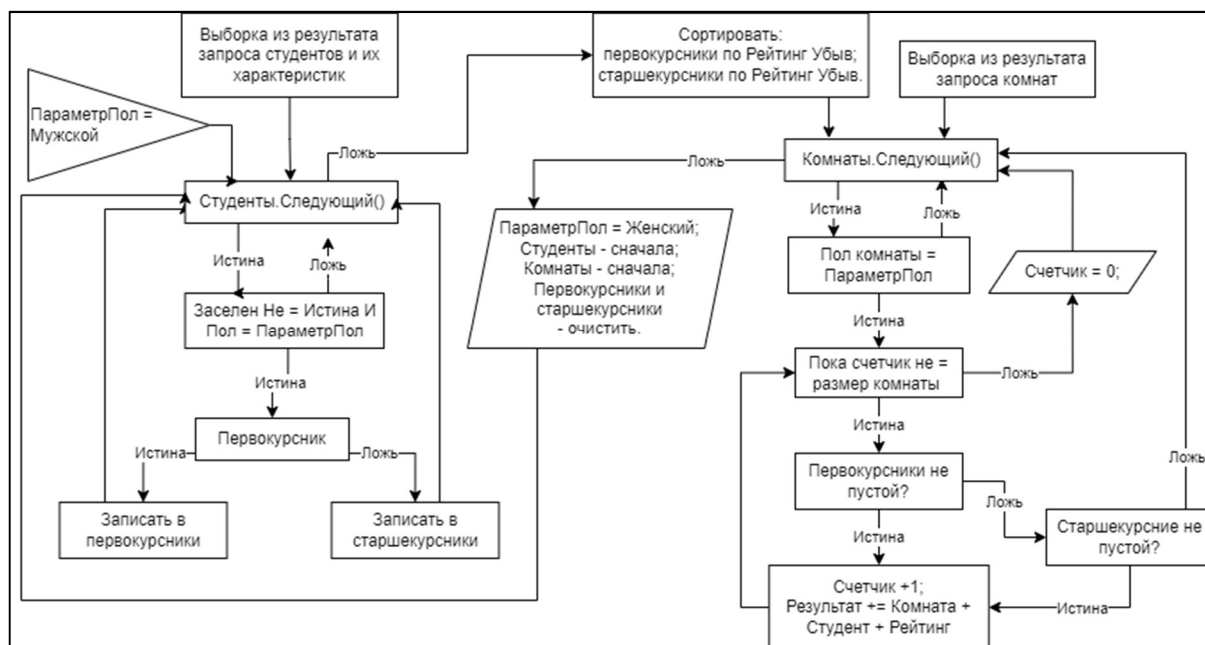 Выборка из результата
запроса студентов и их
характеристик
ПараметрПол =
Мужской
Ложь
Студенты.Следующий()
Истина
Ложь
Заселен Не = Истина И
Пол = ПараметрПол
Истина
Первокурсник
Истина
Ложь
Записать в
первокурсники
Записать в
старшекурсники
Сортировать:
первокурсники по Рейтинг Убыв;
старшекурсники по Рейтинг Убыв.
Выборка из результата
запроса комнат
Ложь
Комнаты.Следующий()
ПараметрПол = Женский;
Студенты - сначала;
Комнаты - сначала;
Первокурсники и
старшекурсники
- очистить.
Истина
Ложь
Пол комнаты =
ПараметрПол
Счетчик = 0;
Истина
Пока счетчик не =
размер комнаты
Ложь
Истина
Первокурсники не
пустой?
Ложь
Ложь
Старшекурсние не
пустой?
Истина
Счетчик +1;
Результат += Комната +
Студент + Рейтинг
Истина